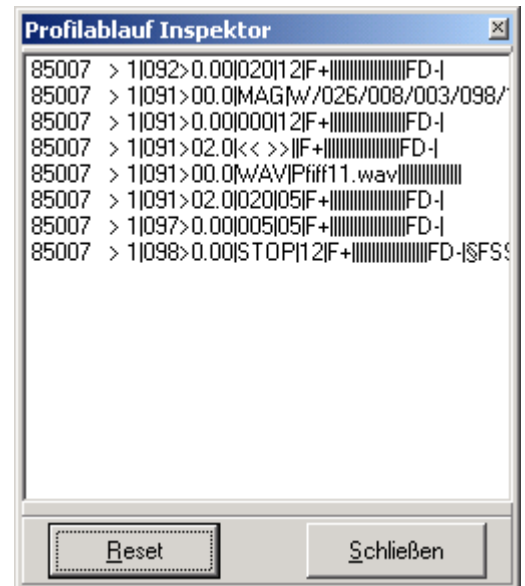 Profilablauf Inspektor
85007 > 1|092>0.00|020|12|F+||||||||||||||||||FD-|
85007 > 1|091>00.0|MAG|W/026/008/003/098/
85007 > 1|091>0.00|000|12|F+||||||||||||||||||FD-|
85007 > 1|091>02.0|<< >>||F+||||||||||||||||||FD-|
85007 > 1|091>00.0|WAV|Pfiff11.wav|||||||||||||||
85007 > 1|091>02.0|020|05|F+||||||||||||||||||FD-|
85007 > 1|097>0.00|005|05|F+||||||||||||||||||FD-|
85007 > 1|098>0.00|STOP|12|F+||||||||||||||||||FD-|§FSS
Reset
Schließen